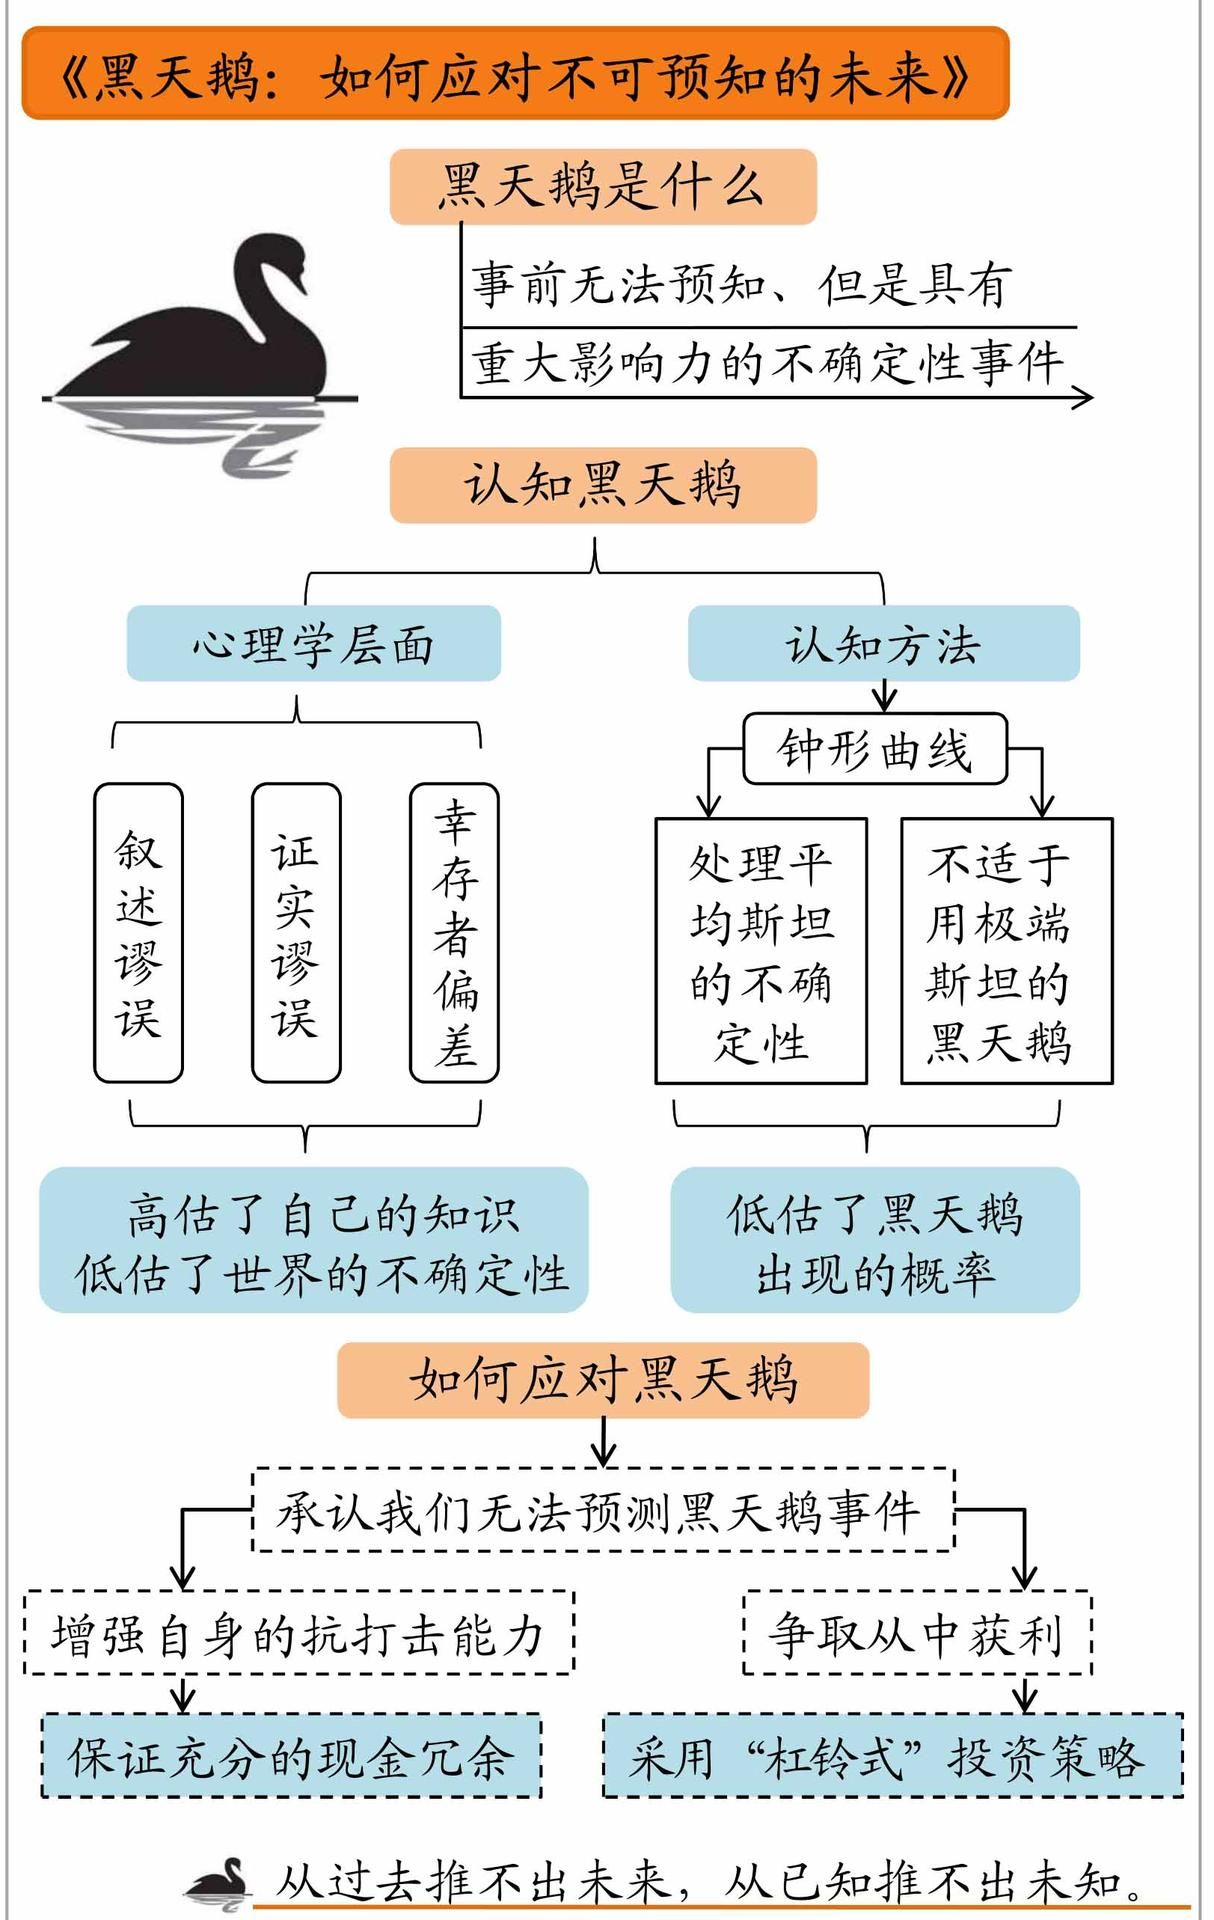 《黑天鹅：如何应对不可预知的未来》
黑天鹅是什么
事前无法预知、但是具有
重大影响力的不确定性事件
认知黑天鹅
心理学层面
认知方法
钟形曲线
叙述谬误
证实谬误
幸存者偏差
处理平
均斯坦
的不确
定性
不适于
用极端
斯坦的
黑天鹅
高估了自己的知识
低估了世界的不确定性
低估了黑天鹅
出现的概率
如何应对黑天鹅
承认我们无法预测黑天鹅事件
增强自身的抗打击能力
争取从中获利
保证充分的现金冗余
采用“杠铃式”投资策略
从过去推不出未来，从已知推不出未知。